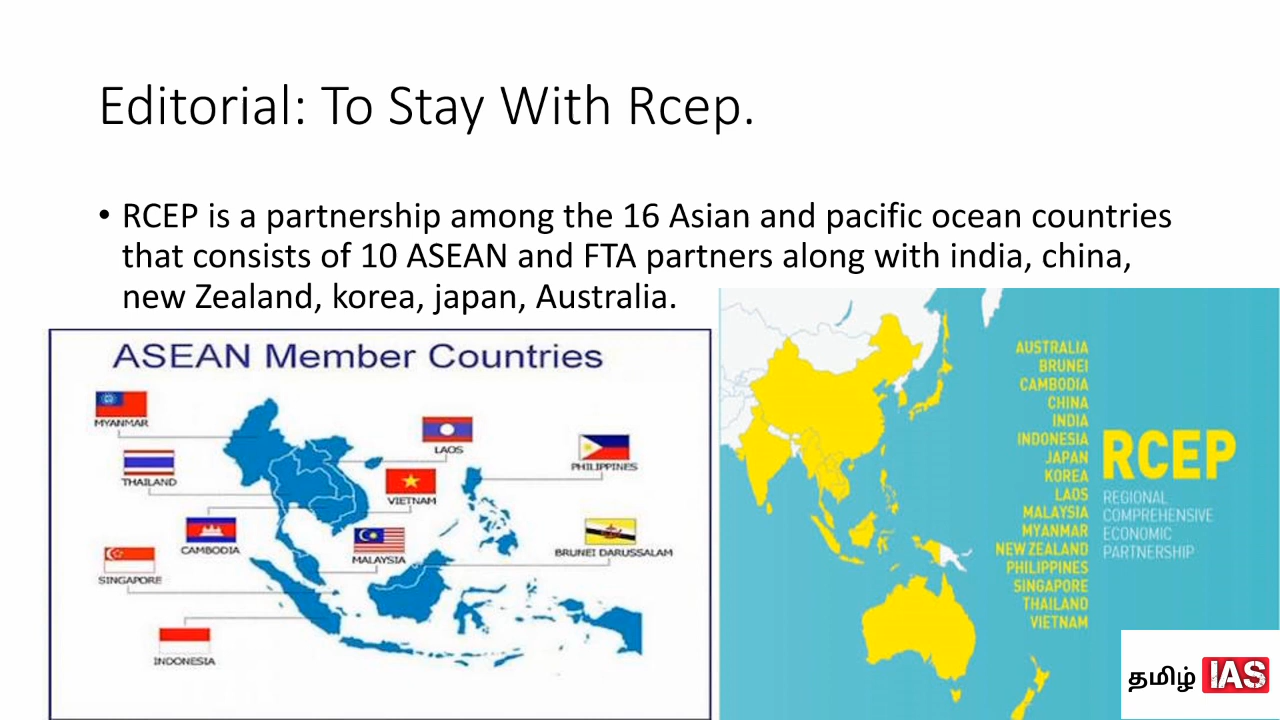 Editorial: To Stay With Rcep.
• RCEP is a partnership among the 16 Asian and pacific ocean countries
that consists of 10 ASEAN and FTA partners along with india, china,
new Zealand, korea, japan, Australia.
ASEAN Member Countries
MYANMAR
LAOS
PHILIPPINES
THAILAND
VIETNAM
CAMBODIA
MALAYSIA
BRUNEI DARUSSALAM
SINGAPORE
INDONESIA
AUSTRALIA
BRUNEI
CAMBODIA
CHINA
INDIA
INDONESIA
JAPAN
KOREA
LAOS
MALAYSIA
MYANMAR
NEW ZEALAND
PHILIPPINES
SINGAPORE
THAILAND
VIETNAM
RCEP
REGIONAL
COMPREHENSIVE
ECONOMIC
PARTNERSHIP
தமிழ் IAS